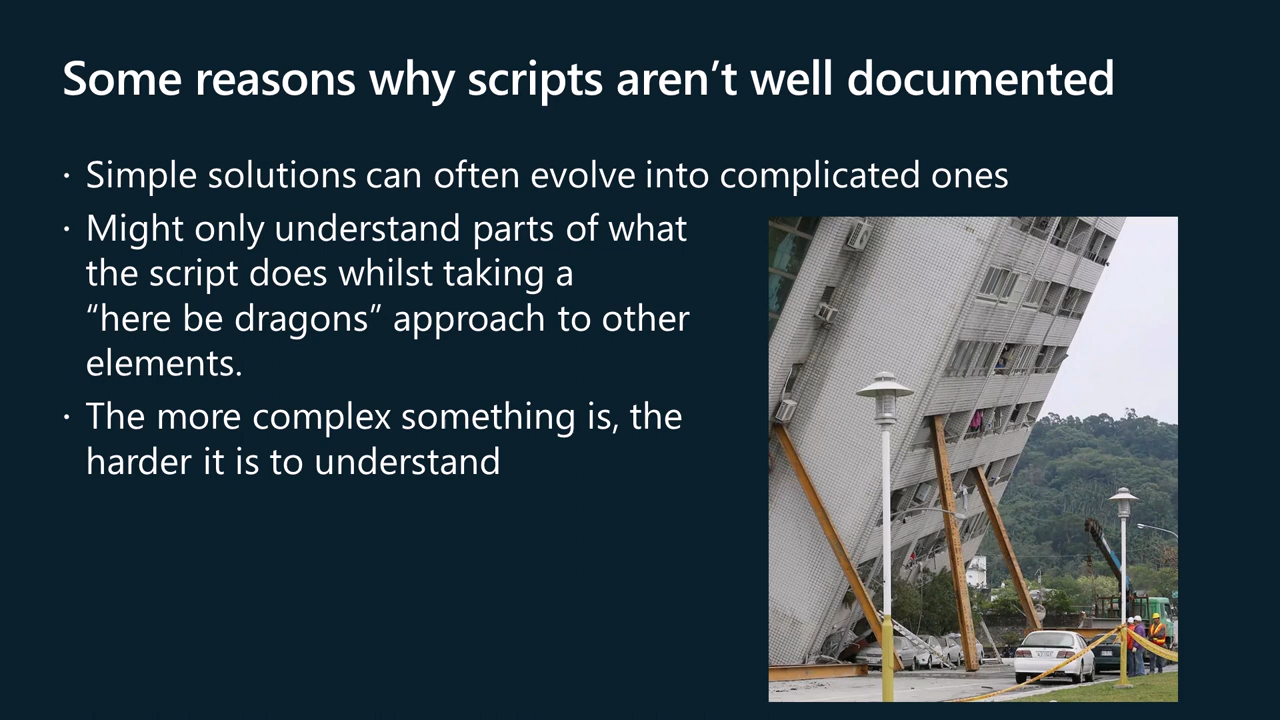 Some reasons why scripts aren’t well documented
· Simple solutions can often evolve into complicated ones
· Might only understand parts of what
the script does whilst taking a
“here be dragons” approach to other
elements.
· The more complex something is, the
harder it is to understand